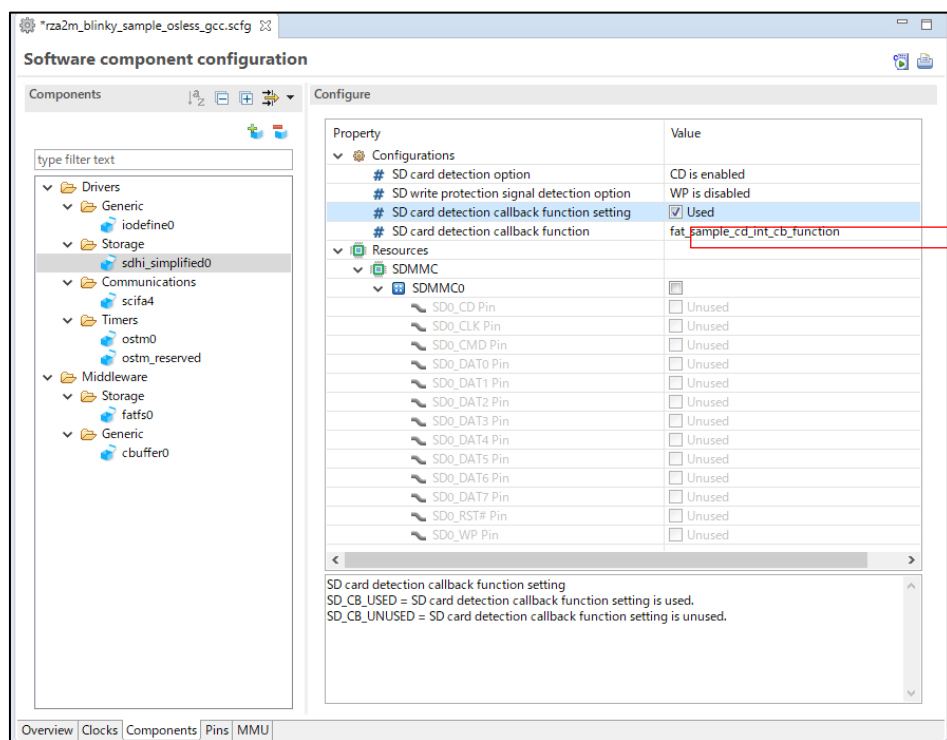 *rza2m_blinky_sample_osless_gcc.scfg
Software component configuration
Components
type filter text
Drivers
Generic
iodefine0
Storage
sdhi_simplified0
Communications
scifa4
Timers
ostm0
ostm_reserved
Middleware
Storage
fatfs0
Generic
cbuffer0
Configure
Property Value
Configurations
# SD card detection option CD is enabled
# SD write protection signal detection option WP is disabled
# SD card detection callback function setting Used
# SD card detection callback function fat_sample_cd_int_cb_function
Resources
SDMMC
SDMMC0
SD0_CD Pin Unused
SD0_CLK Pin Unused
SD0_CMD Pin Unused
SD0_DAT0 Pin Unused
SD0_DAT1 Pin Unused
SD0_DAT2 Pin Unused
SD0_DAT3 Pin Unused
SD0_DAT4 Pin Unused
SD0_DAT5 Pin Unused
SD0_DAT6 Pin Unused
SD0_DAT7 Pin Unused
SD0_RST# Pin Unused
SD0_WP Pin Unused
SD card detection callback function setting
SD_CB_USED = SD card detection callback function setting is used.
SD_CB_UNUSED = SD card detection callback function setting is unused.
Overview Clocks Components Pins MMU